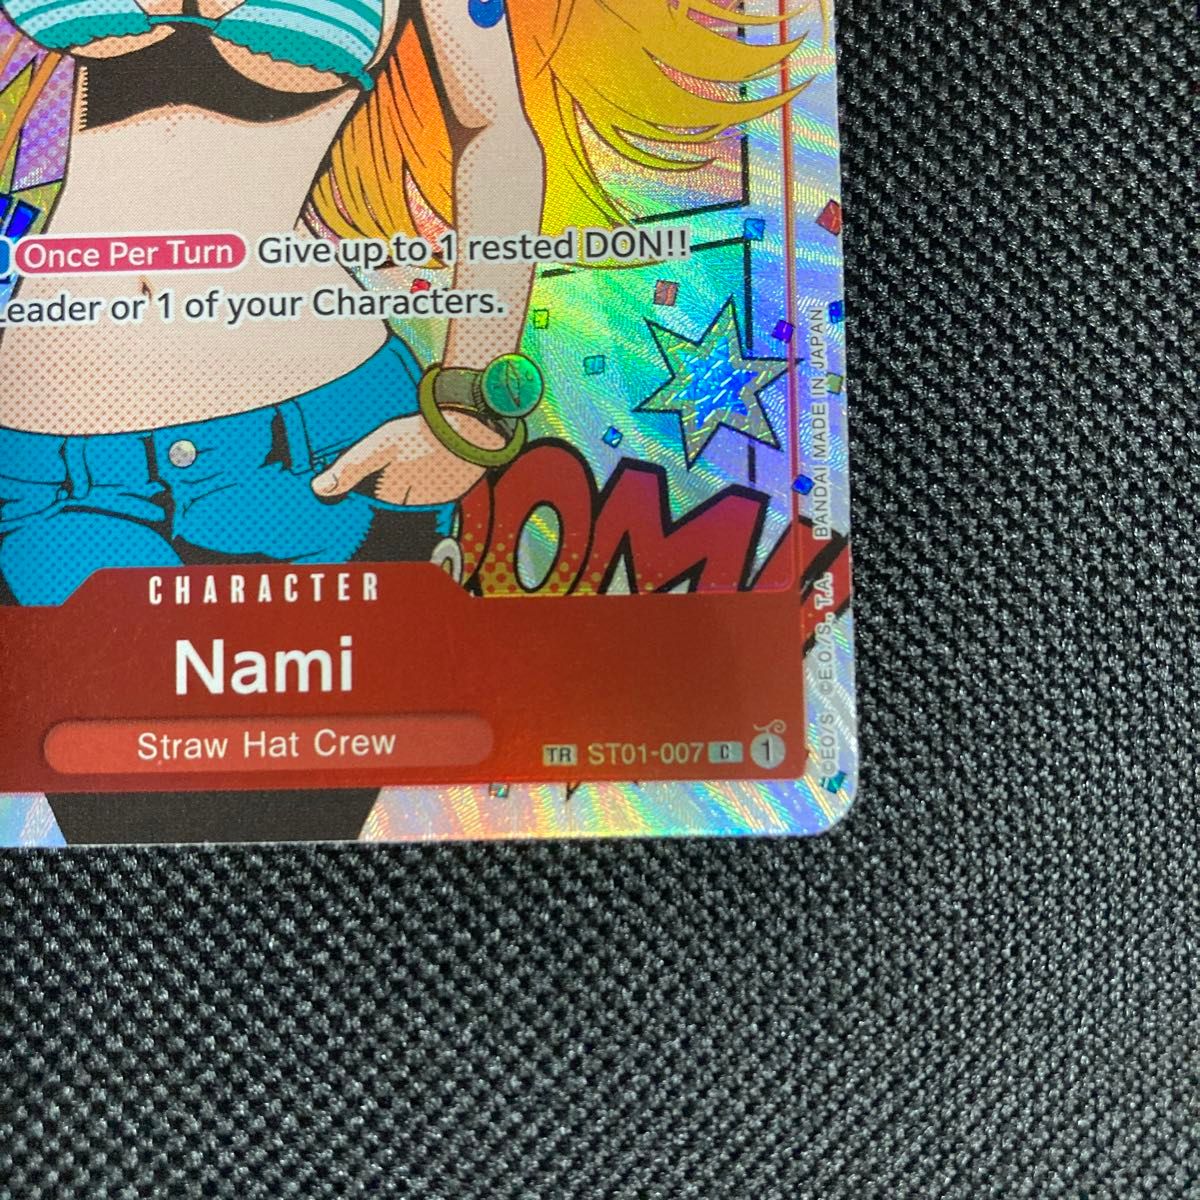 Once Per Turn Give up to 1 rested DON!!
Leader or 1 of your Characters.
OOM
CHARACTER
Nami
Straw Hat Crew
TR ST01-007 C 1
©E.O./S ©E.O./S., T.A. BANDAI MADE IN JAPAN